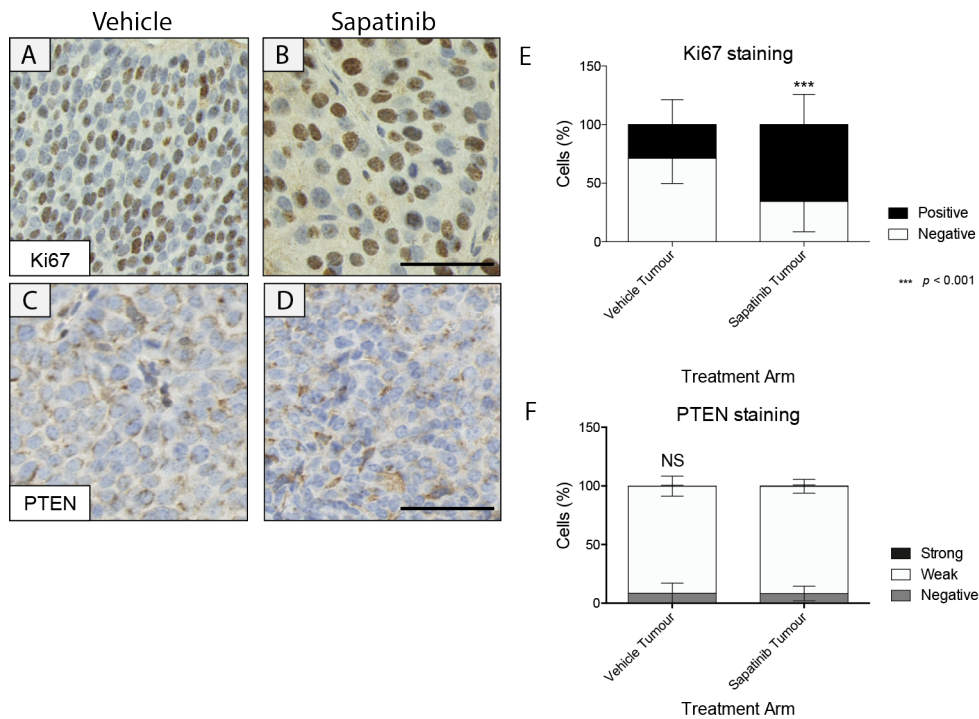 Vehicle
Sapatinib
A
B
Ki67
C
D
PTEN
E
Ki67 staining
150
***
100
50
0
Cells (%)
Vehicle Tumour
Sapatinib Tumour
Positive
Negative
*** p < 0.001
Treatment Arm
F
PTEN staining
150
NS
100
50
0
Cells (%)
Vehicle Tumour
Sapatinib Tumour
Strong
Weak
Negative
Treatment Arm